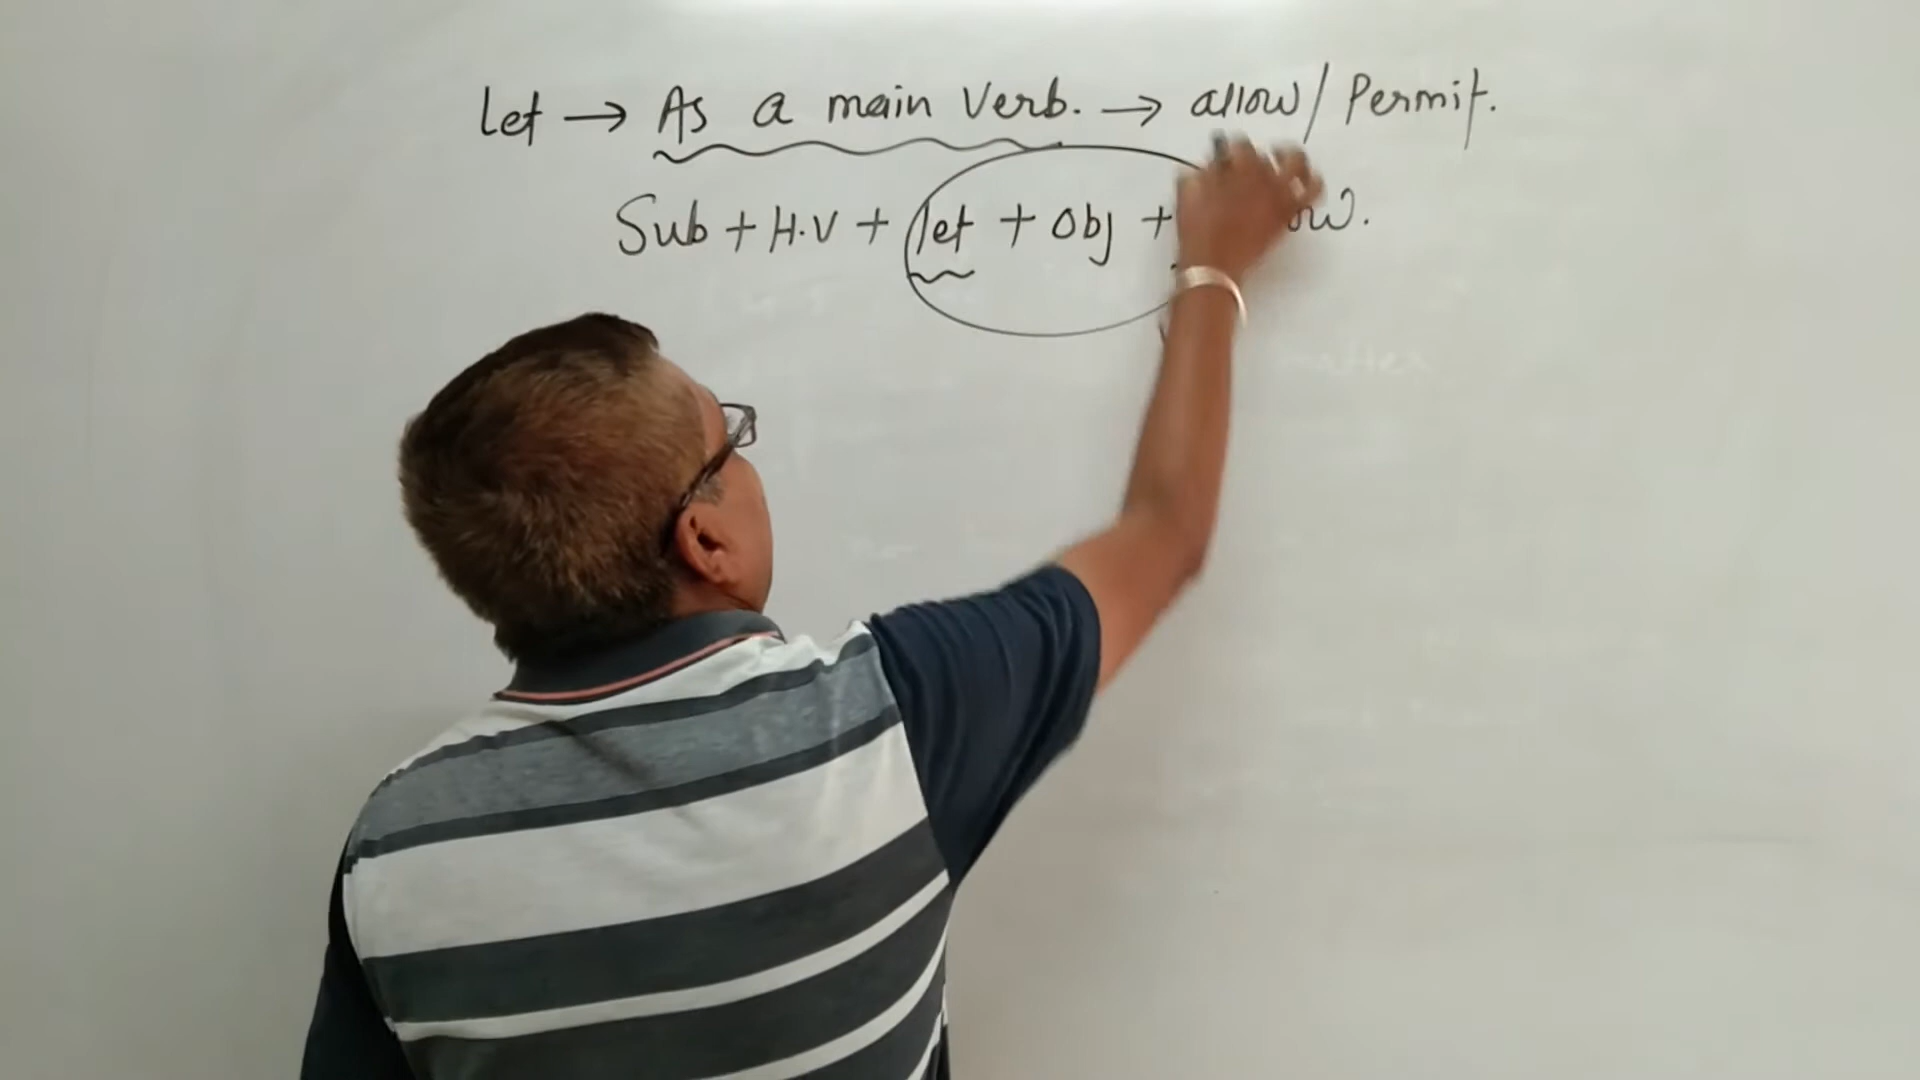 Let → As a main Verb. → allow/Permit.
Sub + H.V + let + Obj +